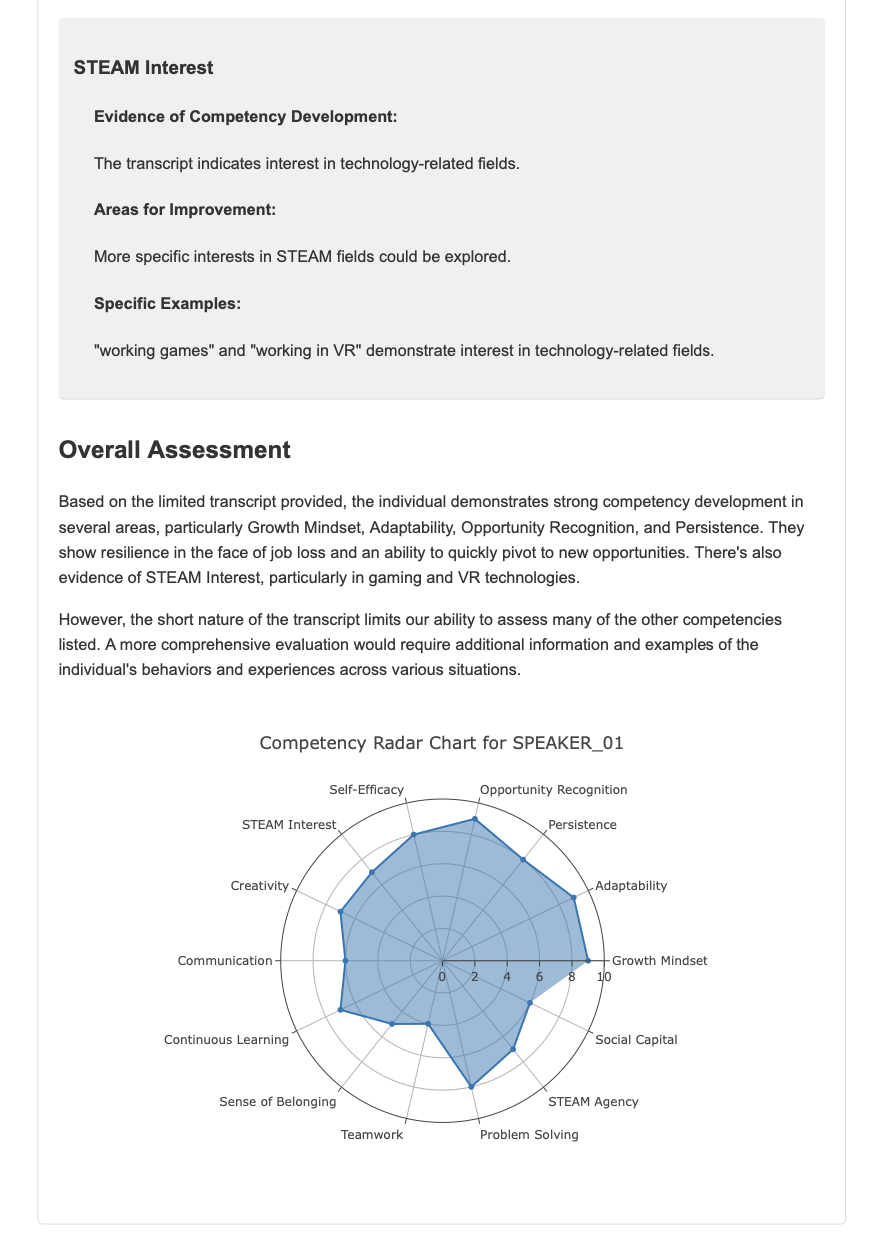 STEAM Interest
Evidence of Competency Development:
The transcript indicates interest in technology-related fields.
Areas for Improvement:
More specific interests in STEAM fields could be explored.
Specific Examples:
"working games" and "working in VR" demonstrate interest in technology-related fields.
Overall Assessment
Based on the limited transcript provided, the individual demonstrates strong competency development in
several areas, particularly Growth Mindset, Adaptability, Opportunity Recognition, and Persistence. They
show resilience in the face of job loss and an ability to quickly pivot to new opportunities. There's also
evidence of STEAM Interest, particularly in gaming and VR technologies.
However, the short nature of the transcript limits our ability to assess many of the other competencies
listed. A more comprehensive evaluation would require additional information and examples of the
individual's behaviors and experiences across various situations.
Competency Radar Chart for SPEAKER_01
Self-Efficacy
Opportunity Recognition
STEAM Interest
Persistence
Creativity
Adaptability
Communication
Growth Mindset
0 2 4 6 8 10
Continuous Learning
Social Capital
Sense of Belonging
STEAM Agency
Teamwork
Problem Solving